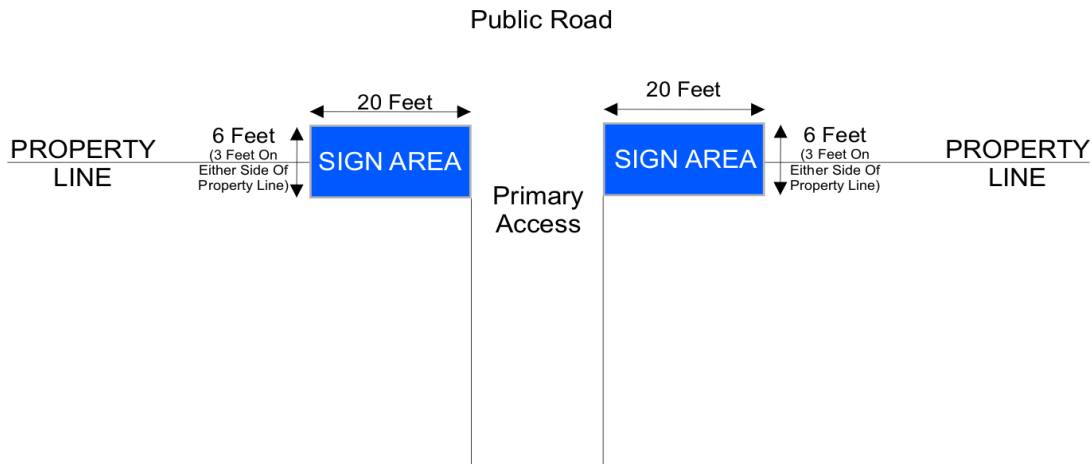 Public Road
20 Feet
20 Feet
6 Feet
(3 Feet On
Either Side Of
Property Line)
SIGN AREA
SIGN AREA
6 Feet
(3 Feet On
Either Side Of
Property Line)
PROPERTY
LINE
PROPERTY
LINE
Primary
Access